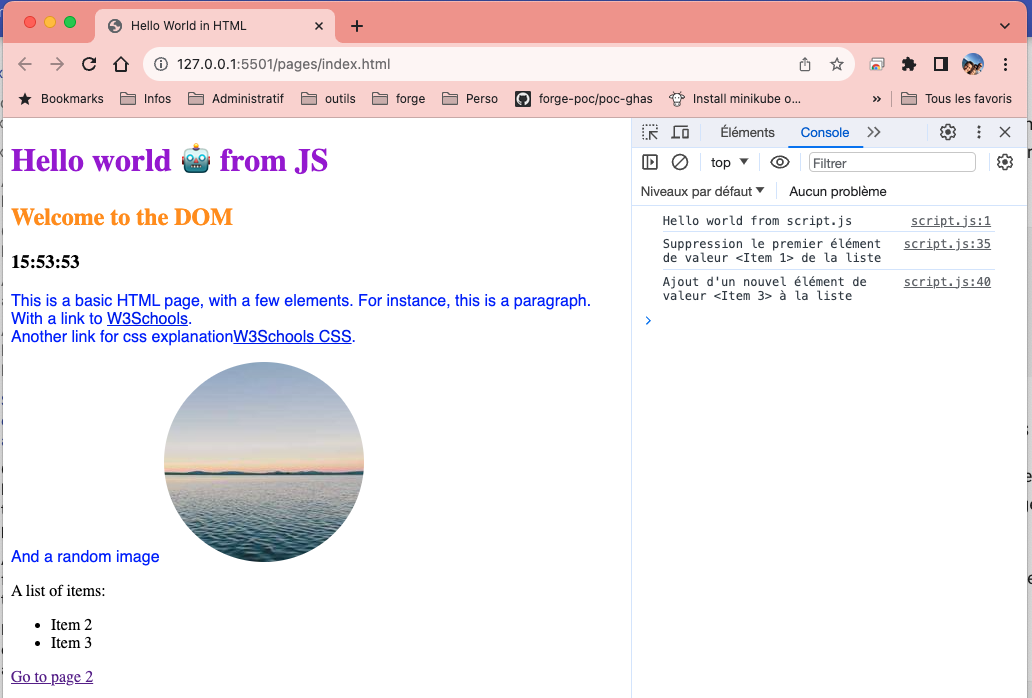 Hello World in HTML
127.0.0.1:5501/pages/index.html
Bookmarks Infos Administratif outils forge Perso forge-poc/poc-ghas Install minikube o... » Tous les favoris
Hello world 🤖 from JS
Welcome to the DOM
15:53:53
This is a basic HTML page, with a few elements. For instance, this is a paragraph.
With a link to W3Schools.
Another link for css explanationW3Schools CSS.
And a random image
A list of items:
• Item 2
• Item 3
Go to page 2
Éléments Console
top Filtrer
Niveaux par défaut Aucun problème
Hello world from script.js script.js:1
Suppression le premier élément script.js:35
de valeur <Item 1> de la liste
Ajout d'un nouvel élément de script.js:40
valeur <Item 3> à la liste